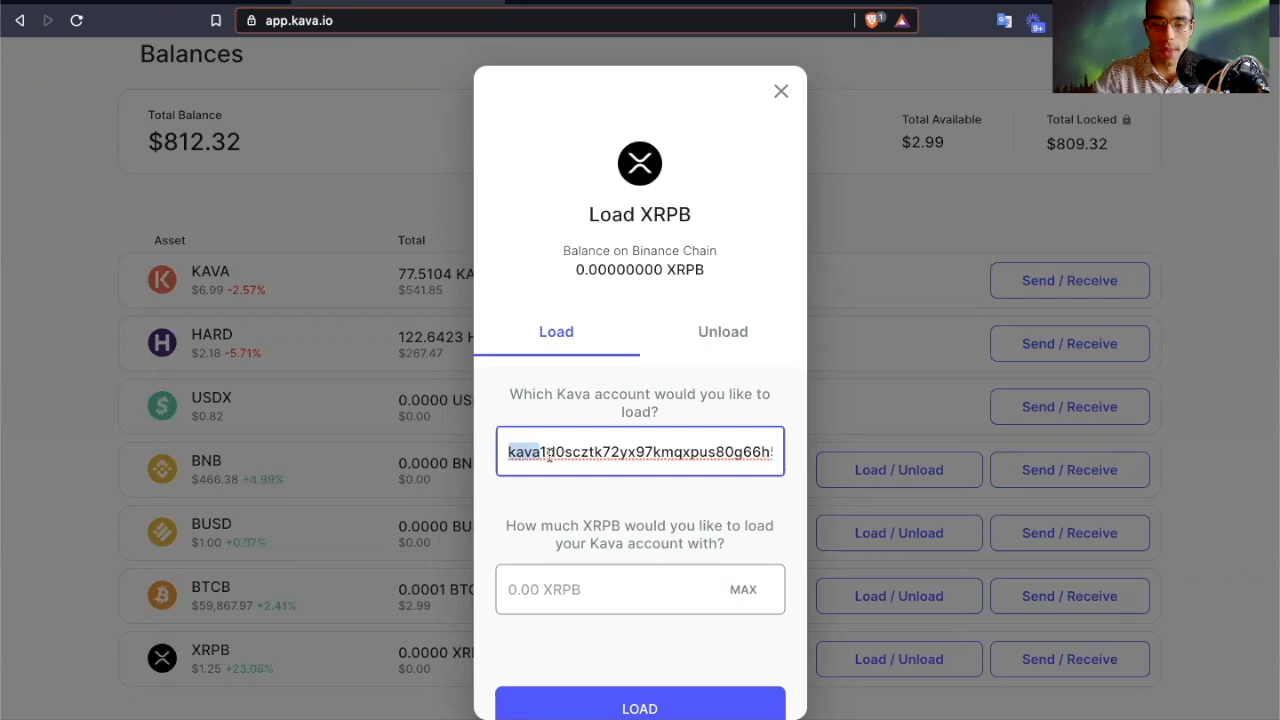 app.kava.io
1
9+
Balances
Total Balance
$812.32
Total Available
$2.99
Total Locked
$809.32
Asset
Total
KAVA
$6.99 -2.57%
77.5104 KA
$541.85
Send / Receive
HARD
$2.18 -5.71%
122.6423 H
$267.47
Send / Receive
USDX
$0.82
0.0000 US
$0.00
Send / Receive
BNB
$466.38 +4.99%
0.0000 BN
$0.00
Load / Unload
Send / Receive
BUSD
$1.00 +0.07%
0.0000 BU
$0.00
Load / Unload
Send / Receive
BTCB
$59,867.97 +2.41%
0.0001 BTC
$2.99
Load / Unload
Send / Receive
XRPB
$1.25 +23.08%
0.0000 XRI
$0.00
Load / Unload
Send / Receive
Load XRPB
Balance on Binance Chain
0.00000000 XRPB
Load
Unload
Which Kava account would you like to
load?
How much XRPB would you like to load
your Kava account with?
0.00 XRPB
MAX
LOAD